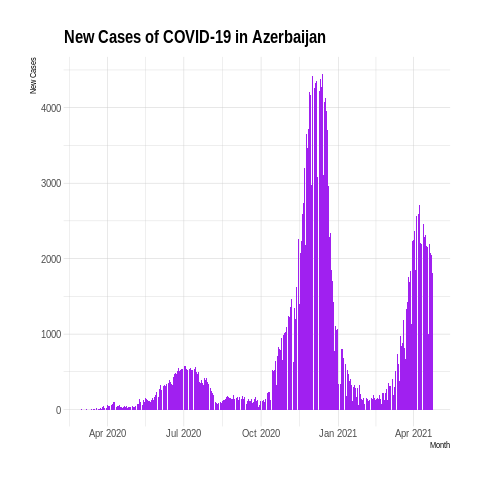 New Cases of COVID-19 in Azerbaijan
New Cases
4000
3000
2000
1000
0
Apr 2020 Jul 2020 Oct 2020 Jan 2021 Apr 2021
Month